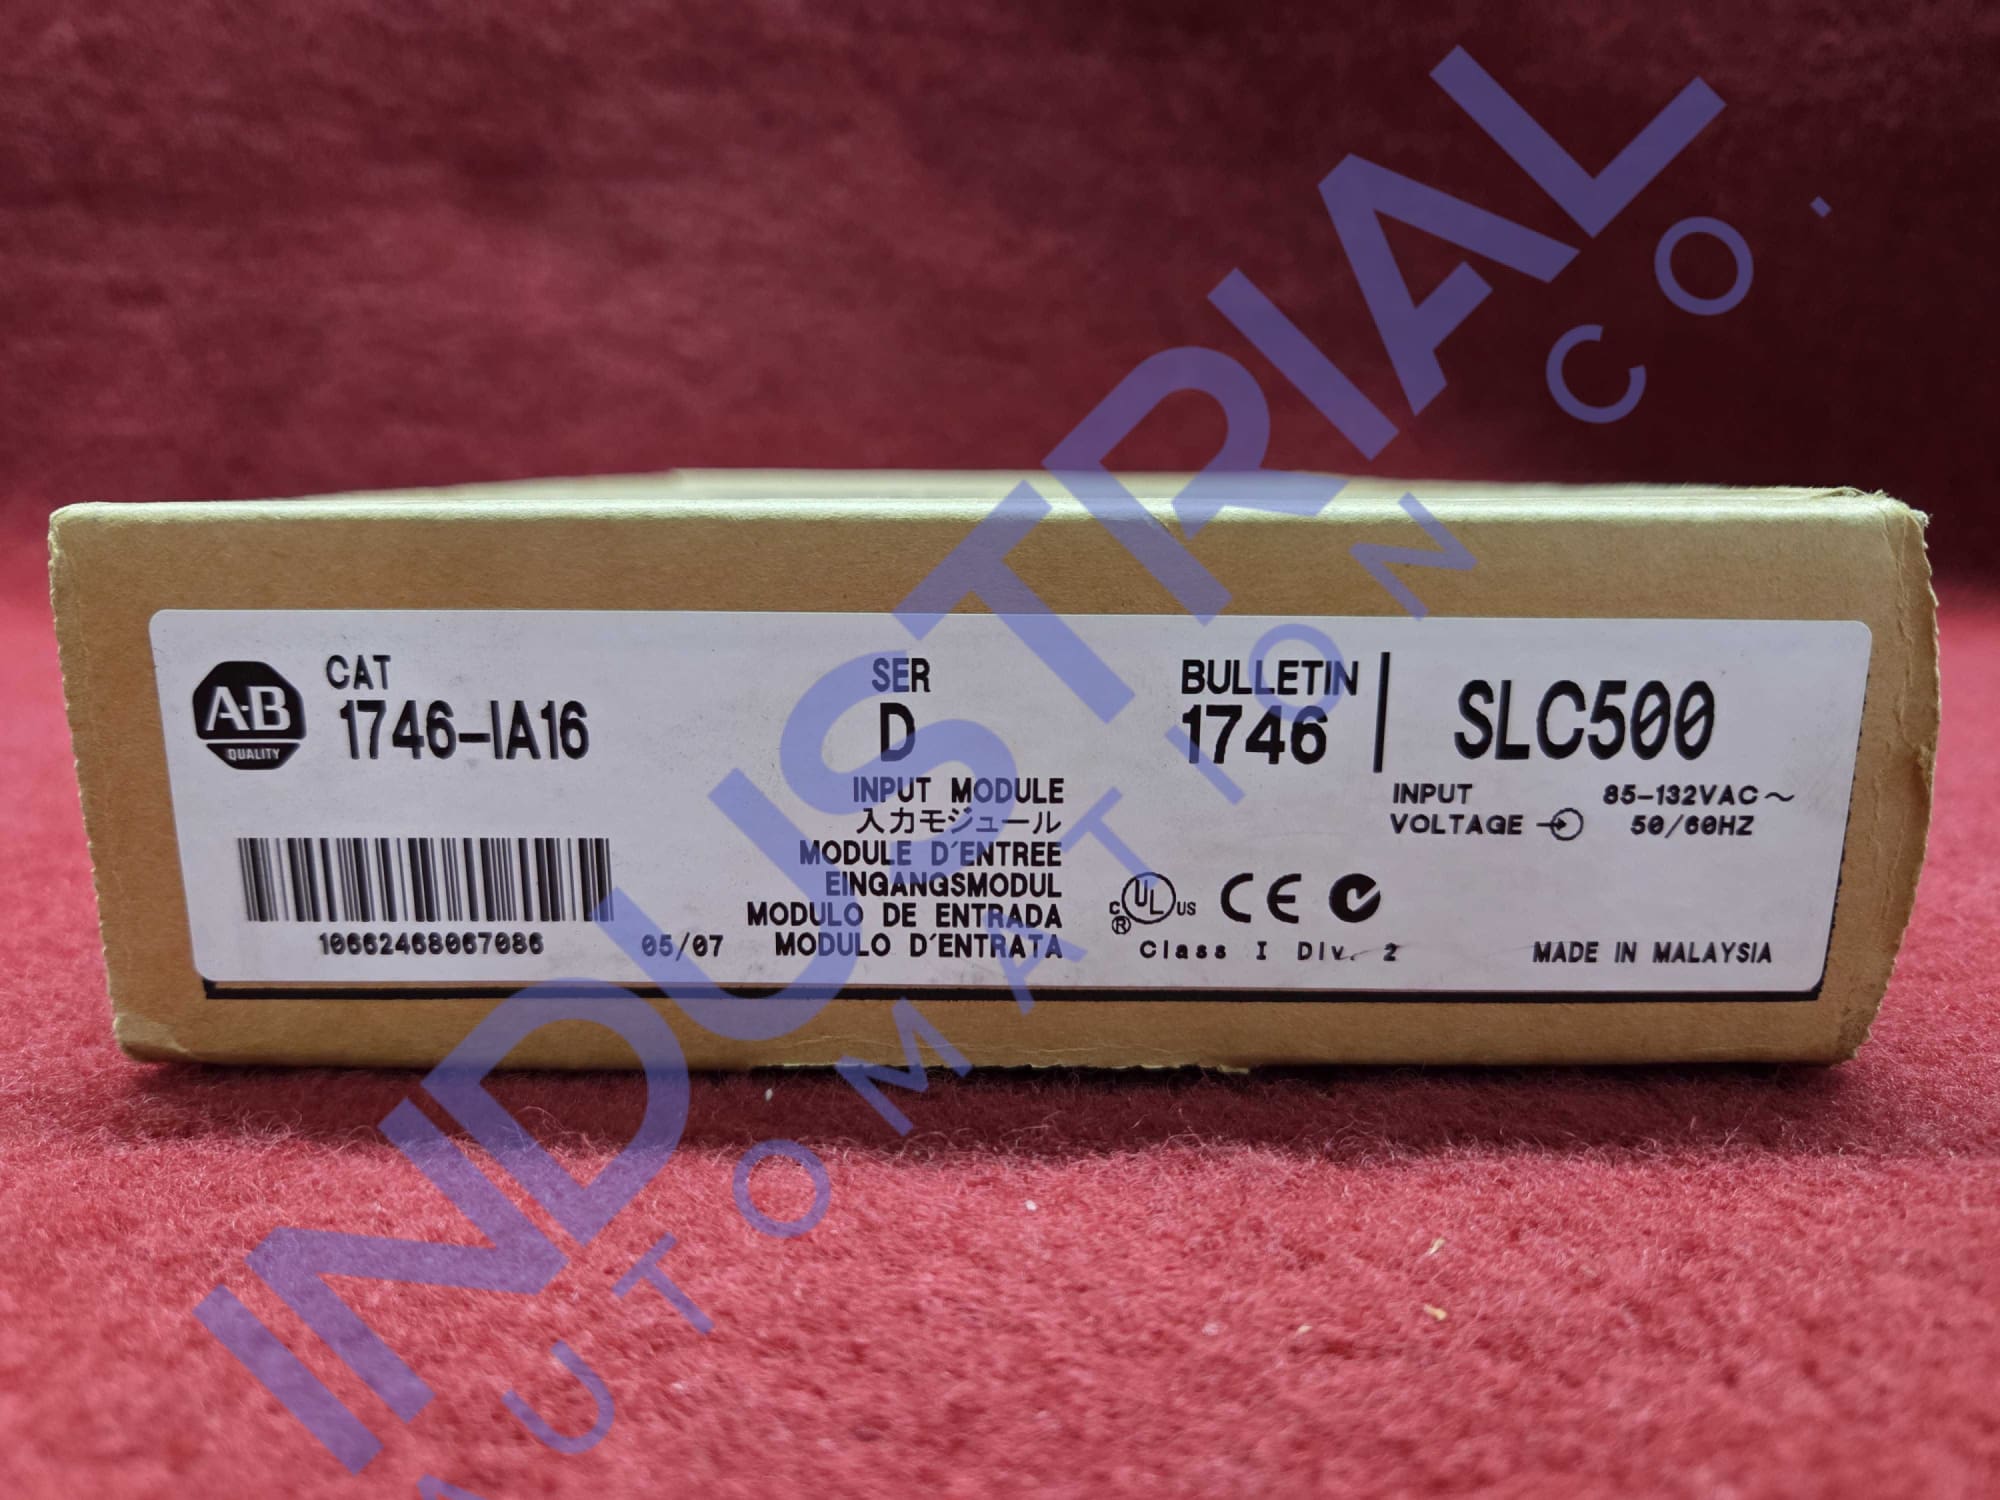 A-B
QUALITY
CAT
1746-IA16
SER
D
BULLETIN
1746
SLC500
INPUT MODULE
入力モジュール
MODULE D'ENTREE
EINGANGSMODUL
MODULO DE ENTRADA
MODULO D'ENTRATA
INPUT VOLTAGE
85-132VAC~
50/60HZ
10662468067086
05/07
C UL US
R
CE
Class I Div. 2
MADE IN MALAYSIA
INDUSTRIAL
AUTOMATION CO.